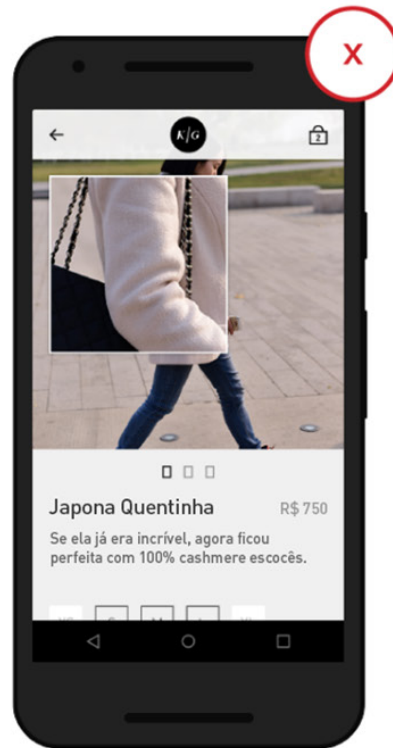 X
K/G
2
Japona Quentinha
R$ 750
Se ela já era incrível, agora ficou
perfeita com 100% cashmere escocês.